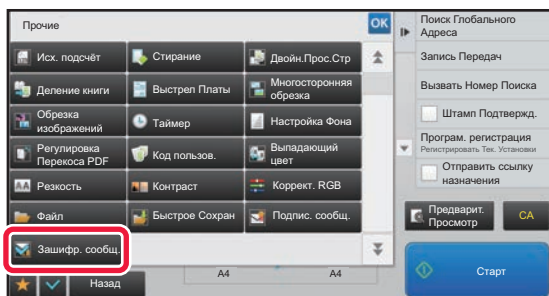 Прочие
OK
Исх. подсчёт
Стирание
Двойн.Прос.Стр
Деление книги
Выстрел Платы
Многосторонняя
обрезка
Обрезка
изображений
Таймер
Настройка Фона
Регулировка
Перекоса PDF
Код пользов.
Выпадающий
цвет
AA
Резкость
Контраст
Коррект. RGB
Файл
Быстрое Сохран
Подпис. сообщ.
Зашифр. сообщ.
Назад
A4
A4
Поиск Глобального
Адреса
Запись Передач
Вызвать Номер Поиска
Штамп Подтвержд.
Програм. регистрация
Регистрировать Тек. Установки
Отправить ссылку
назначения
Предварит.
Просмотр
CA
Старт